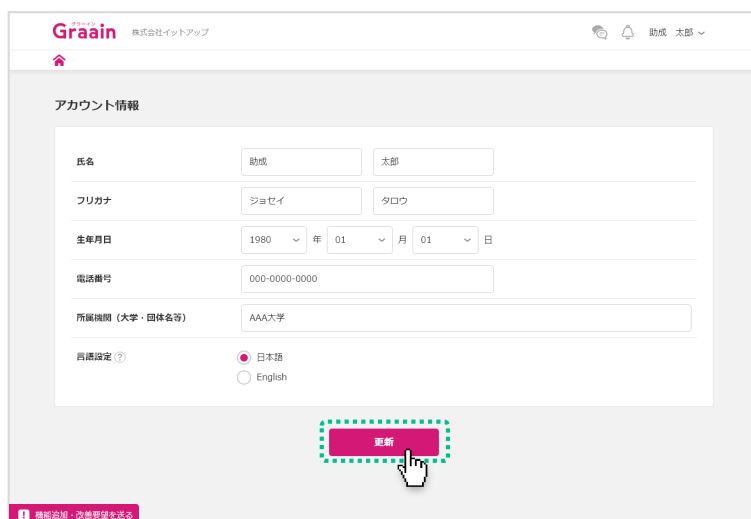 グラーイン
Graain 株式会社イットアップ 助成 太郎
アカウント情報
氏名 助成 太郎
フリガナ ジョセイ タロウ
生年月日 1980 年 01 月 01 日
電話番号 000-0000-0000
所属機関（大学・団体名等） AAA大学
言語設定 ? 日本語
English
更新
! 機能追加・改善要望を送る